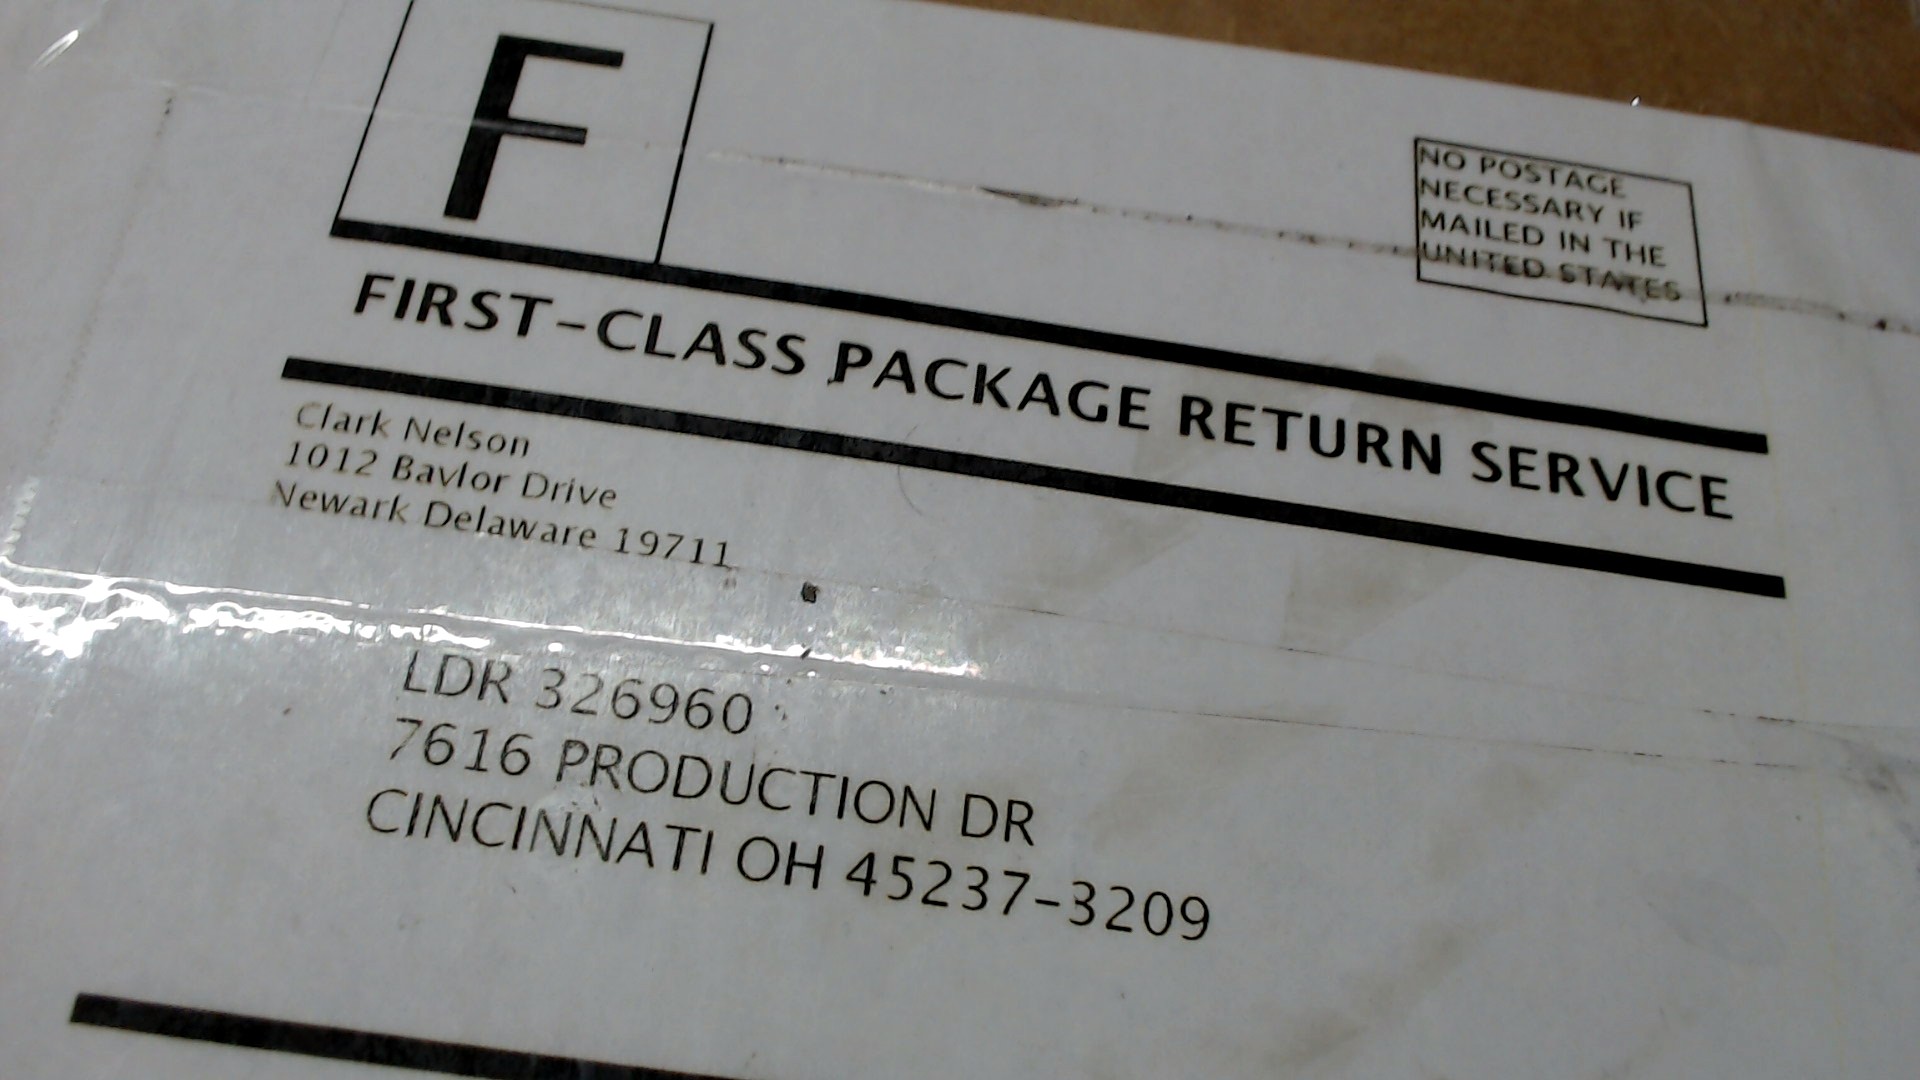 F
NO POSTAGE
NECESSARY IF
MAILED IN THE
UNITED STATES
FIRST-CLASS PACKAGE RETURN SERVICE
Clark Nelson
1012 Baylor Drive
Newark Delaware 19711
LDR 326960
7616 PRODUCTION DR
CINCINNATI OH 45237-3209